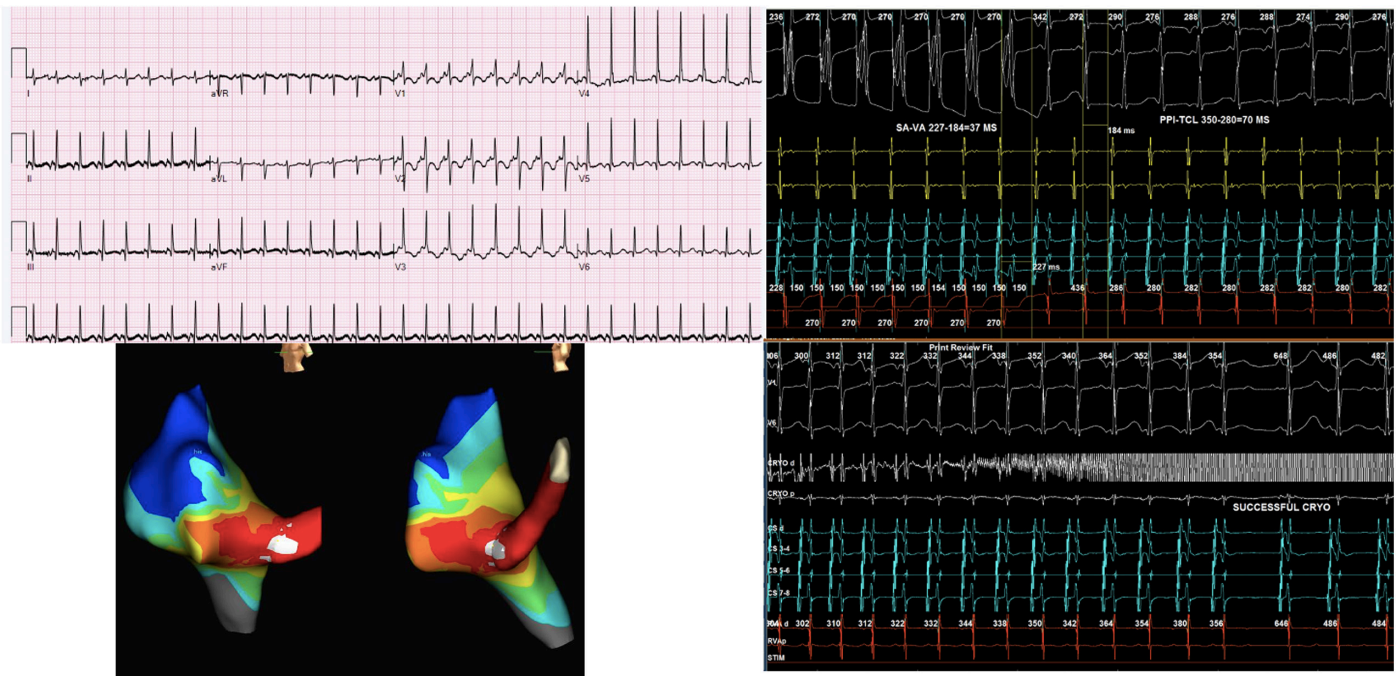 I aVR V1 V4
II aVL V2 V5
III aVF V3 V6
236 272 270 270 270 270 270 342 272 290 276 288 276 288 274 290 276
SA-VA 227-184=37 MS
PPI-TCL 350-280=70 MS
184 ms
227 ms
228 150 150 150 150 154 150 150 150 436 286 280 280 282 282 280 282
270 270 270 270 270 270
Print Review Fit
306 300 312 312 322 332 344 338 352 340 364 352 384 354 648 486 482
V1
V6
CRYO d
CRYO p
SUCCESSFUL CRYO
CS d
CS 3-4
CS 5-6
CS 7-8
302 310 312 322 332 344 338 350 342 364 354 380 356 646 486 484
RVAp
STIM
his
his